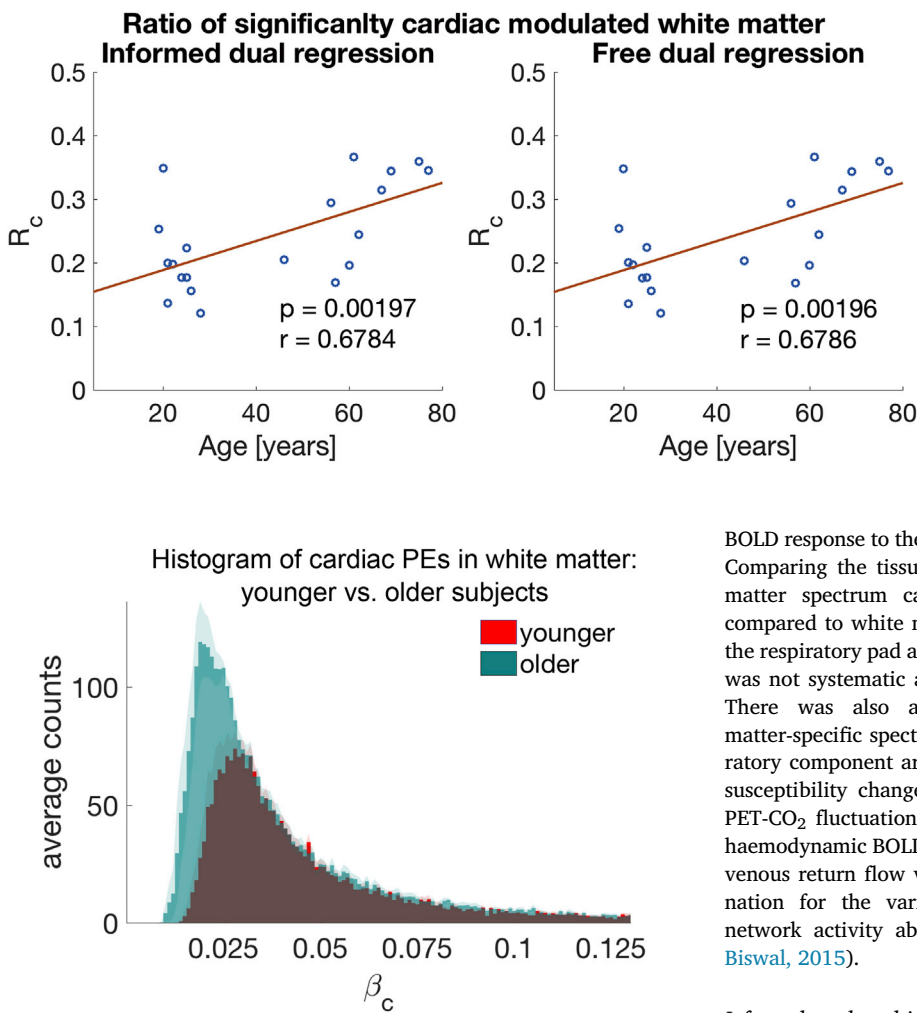 Ratio of significanlty cardiac modulated white matter
Informed dual regression
0.5
0.4
0.3
0.2
0.1
0
R_c
p = 0.00197
r = 0.6784
20 40 60 80
Age [years]
Free dual regression
0.5
0.4
0.3
0.2
0.1
0
R_c
p = 0.00196
r = 0.6786
20 40 60 80
Age [years]
Histogram of cardiac PEs in white matter:
younger vs. older subjects
younger
older
100
50
0
average counts
0.025 0.05 0.075 0.1 0.125
β_c
BOLD response to the
Comparing the tissu
matter spectrum ca
compared to white m
the respiratory pad a
was not systematic a
There was also a
matter-specific spect
ratory component ar
susceptibility change
PET-CO₂ fluctuation
haemodynamic BOLD
venous return flow v
nation for the vari
network activity ab
Biswal, 2015).